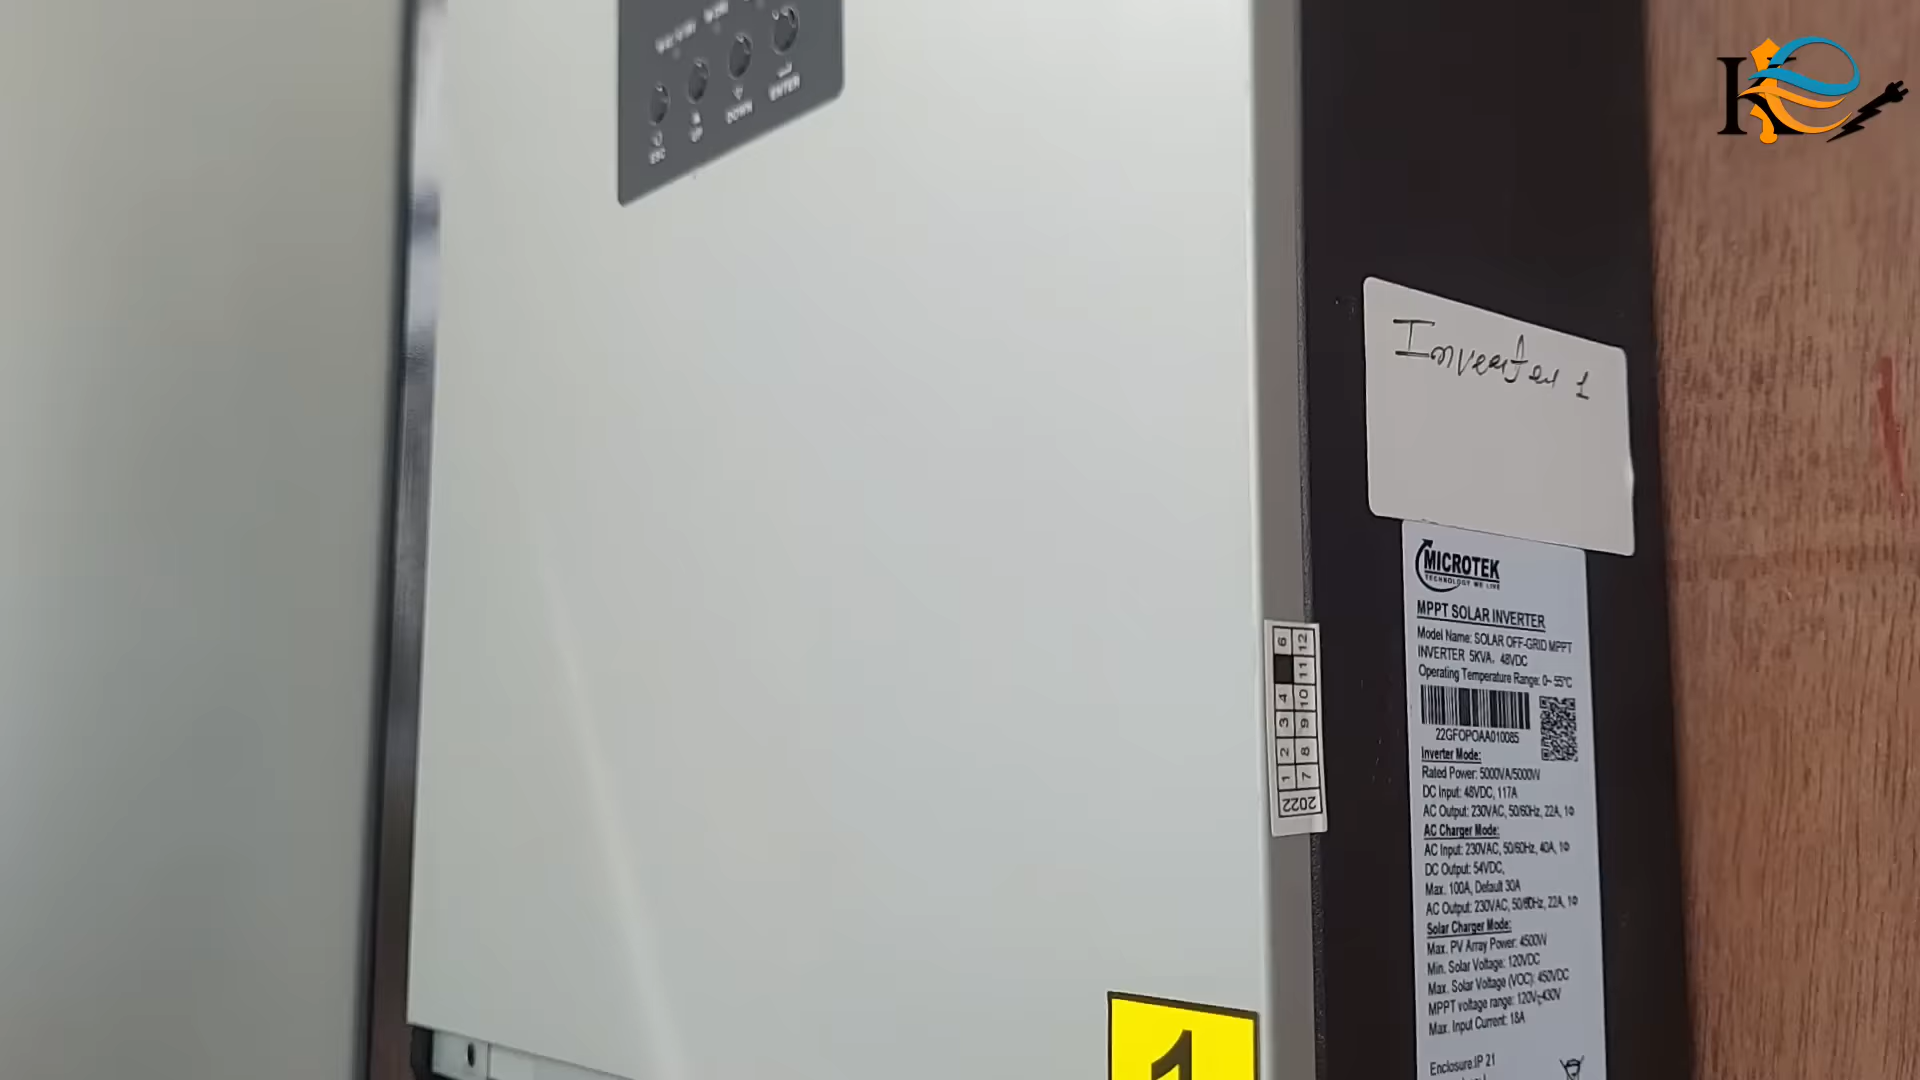 ESC
UP
DOWN
ENTER
K
Inverter 1
MICROTEK
TECHNOLOGY WE LIVE
MPPT SOLAR INVERTER
Model Name: SOLAR OFF-GRID MPPT
INVERTER 5KVA, 48VDC
Operating Temperature Range: 0~55°C
22GFOPOAA010085
Inverter Mode:
Rated Power: 5000VA/5000W
DC Input: 48VDC, 117A
AC Output: 230VAC, 50/60Hz, 22A, 1Φ
AC Charger Mode:
AC Input: 230VAC, 50/60Hz, 40A, 1Φ
DC Output: 54VDC,
Max. 100A, Default 30A
AC Output: 230VAC, 50/60Hz, 22A, 1Φ
Solar Charger Mode:
Max. PV Array Power: 4500W
Min. Solar Voltage: 120VDC
Max. Solar Voltage (VOC): 450VDC
MPPT voltage range: 120V~430V
Max. Input Current: 18A
Enclosure:IP 21
2022
1 2 3 4 6
7 8 9 10 11 12
1